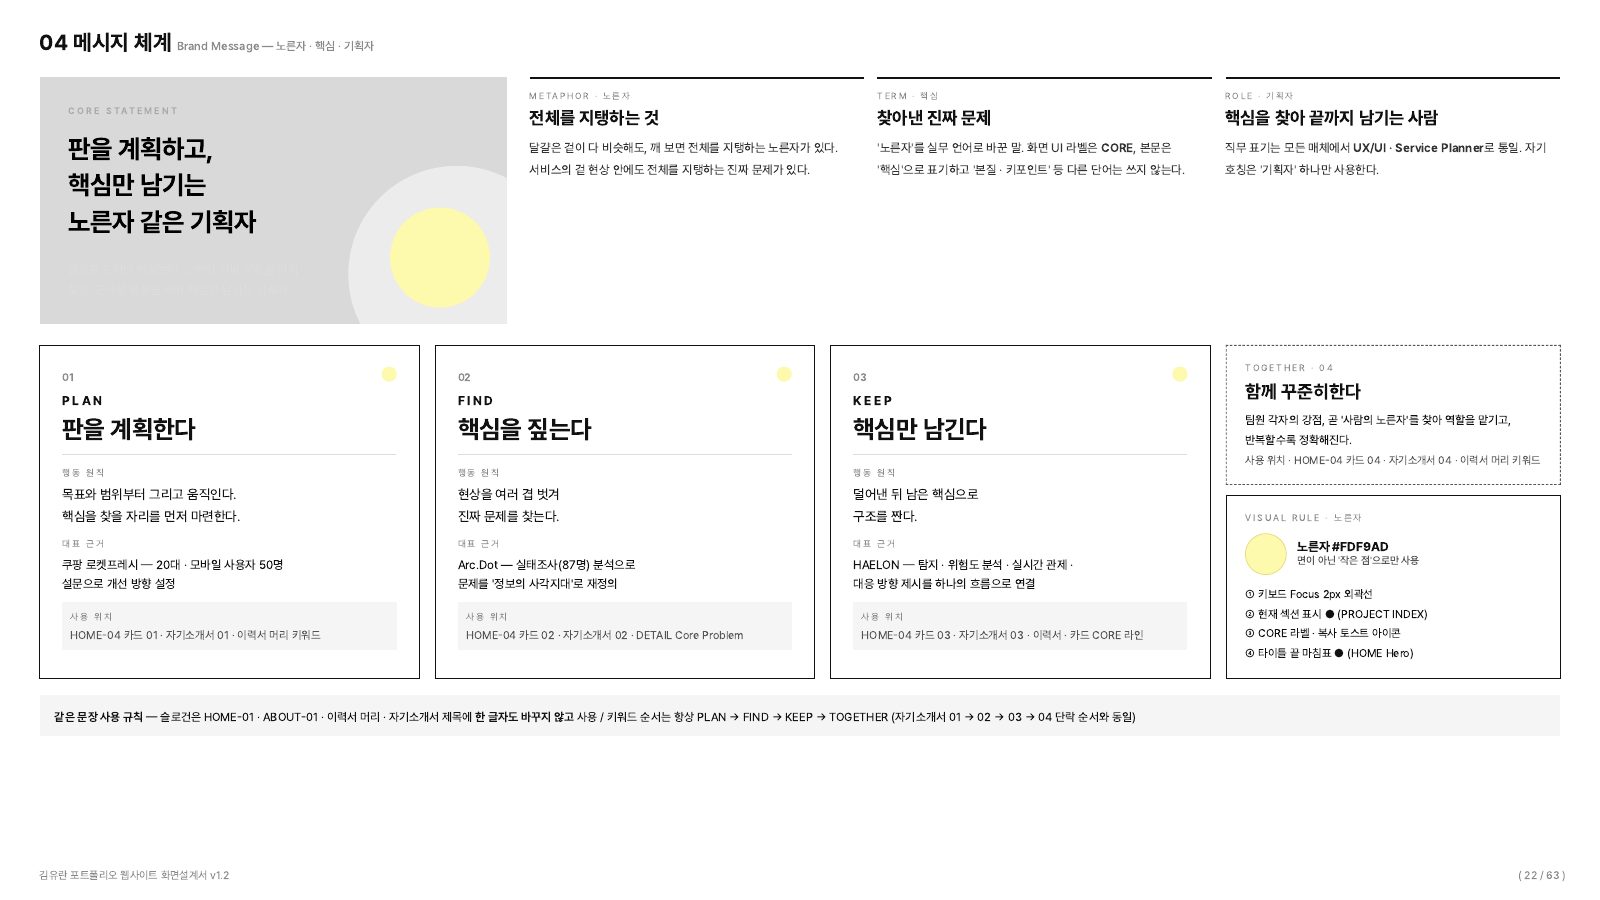 04 메시지 체계 Brand Message — 노른자 · 핵심 · 기획자
CORE STATEMENT
판을 계획하고,
핵심만 남기는
노른자 같은 기획자
METAPHOR · 노른자
전체를 지탱하는 것
달걀은 겉이 다 비슷해도, 깨 보면 전체를 지탱하는 노른자가 있다.
서비스의 겉 현상 안에도 전체를 지탱하는 진짜 문제가 있다.
TERM · 핵심
찾아낸 진짜 문제
'노른자'를 실무 언어로 바꾼 말. 화면 UI 라벨은 CORE, 본문은
'핵심'으로 표기하고 '본질 · 키포인트' 등 다른 단어는 쓰지 않는다.
ROLE · 기획자
핵심을 찾아 끝까지 남기는 사람
직무 표기는 모든 매체에서 UX/UI · Service Planner로 통일. 자기
호칭은 '기획자' 하나만 사용한다.
01
PLAN
판을 계획한다
행동 원칙
목표와 범위부터 그리고 움직인다.
핵심을 찾을 자리를 먼저 마련한다.
대표 근거
쿠팡 로켓프레시 — 20대 · 모바일 사용자 50명
설문으로 개선 방향 설정
사용 위치
HOME-04 카드 01 · 자기소개서 01 · 이력서 머리 키워드
02
FIND
핵심을 짚는다
행동 원칙
현상을 여러 겹 벗겨
진짜 문제를 찾는다.
대표 근거
Arc.Dot — 실태조사(87명) 분석으로
문제를 '정보의 사각지대'로 재정의
사용 위치
HOME-04 카드 02 · 자기소개서 02 · DETAIL Core Problem
03
KEEP
핵심만 남긴다
행동 원칙
덜어낸 뒤 남은 핵심으로
구조를 짠다.
대표 근거
HAELON — 탐지 · 위험도 분석 · 실시간 관제 ·
대응 방향 제시를 하나의 흐름으로 연결
사용 위치
HOME-04 카드 03 · 자기소개서 03 · 이력서 · 카드 CORE 라인
TOGETHER · 04
함께 꾸준히한다
팀원 각자의 강점, 곧 '사람의 노른자'를 찾아 역할을 맡기고,
반복할수록 정확해진다.
사용 위치 · HOME-04 카드 04 · 자기소개서 04 · 이력서 머리 키워드
VISUAL RULE · 노른자
노른자 #FDF9AD
면이 아닌 '작은 점'으로만 사용
① 키보드 Focus 2px 외곽선
② 현재 섹션 표시 ● (PROJECT INDEX)
③ CORE 라벨 · 복사 토스트 아이콘
④ 타이틀 끝 마침표 ● (HOME Hero)
같은 문장 사용 규칙 — 슬로건은 HOME-01 · ABOUT-01 · 이력서 머리 · 자기소개서 제목에 한 글자도 바꾸지 않고 사용 / 키워드 순서는 항상 PLAN → FIND → KEEP → TOGETHER (자기소개서 01 → 02 → 03 → 04 단락 순서와 동일)
김유란 포트폴리오 웹사이트 화면설계서 v1.2
( 22 / 63 )